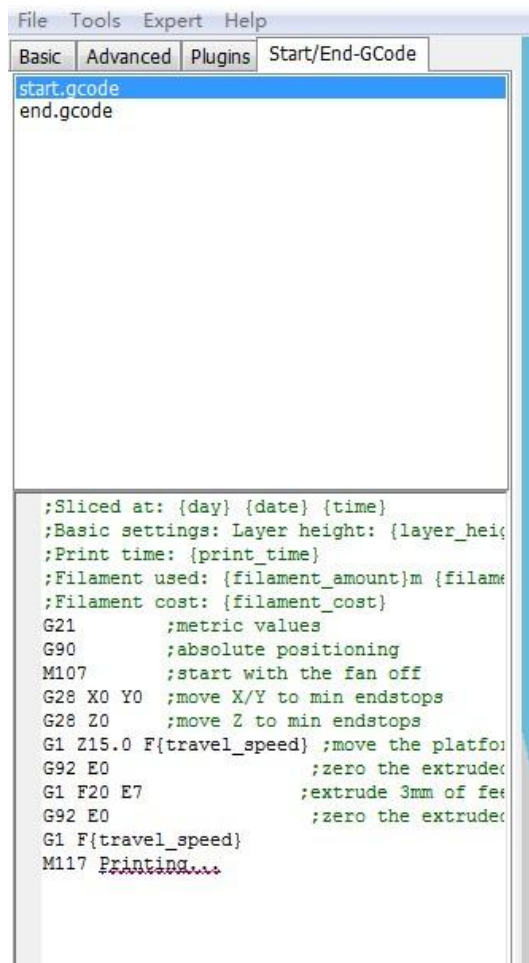 File Tools Expert Help
Basic Advanced Plugins Start/End-GCode
start.gcode
end.gcode
;Sliced at: {day} {date} {time}
;Basic settings: Layer height: {layer_heig
;Print time: {print_time}
;Filament used: {filament_amount}m {filame
;Filament cost: {filament_cost}
G21 ;metric values
G90 ;absolute positioning
M107 ;start with the fan off
G28 X0 Y0 ;move X/Y to min endstops
G28 Z0 ;move Z to min endstops
G1 Z15.0 F{travel_speed} ;move the platfor
G92 E0 ;zero the extruded
G1 F20 E7 ;extrude 3mm of fee
G92 E0 ;zero the extruded
G1 F{travel_speed}
M117 Printing...